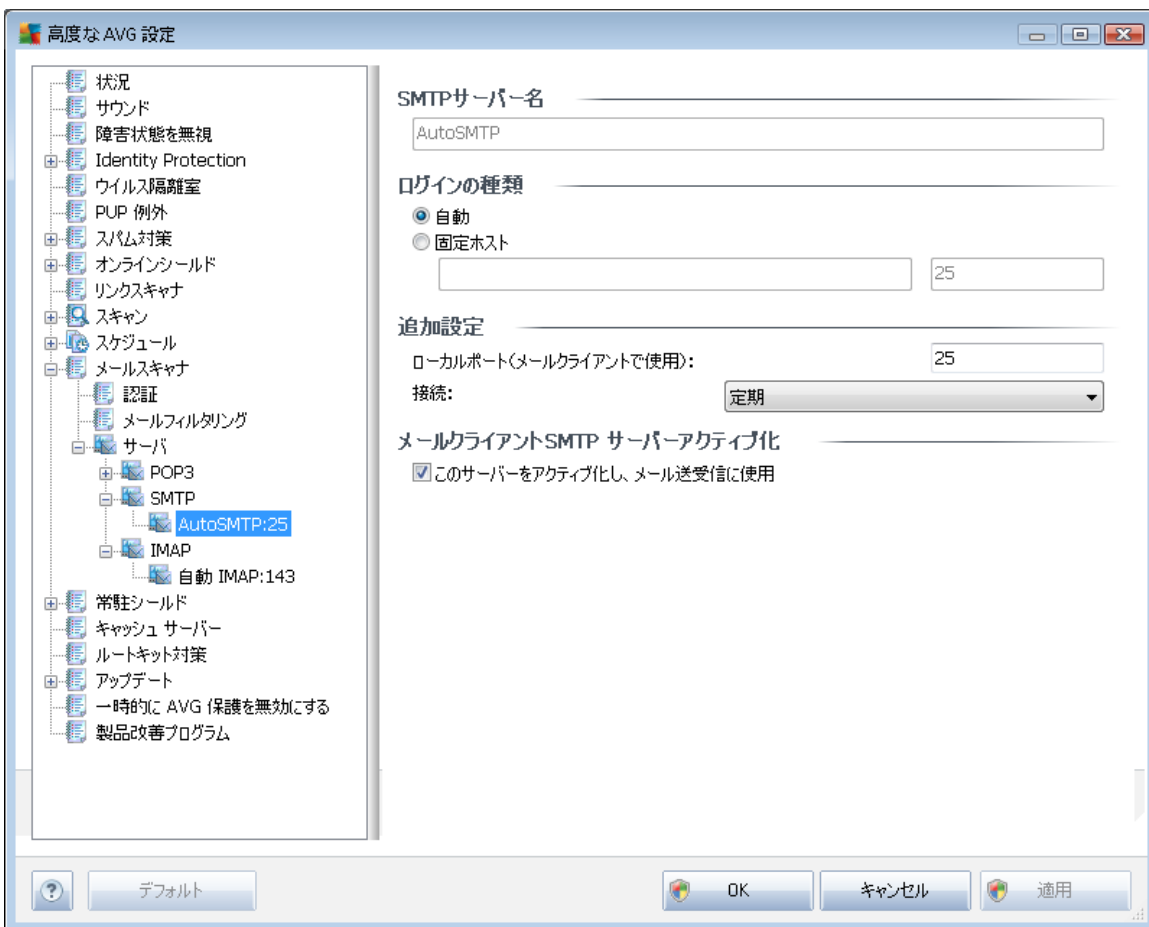 高度な AVG 設定
状況
サウンド
障害状態を無視
Identity Protection
ウイルス隔離室
PUP 例外
スパム対策
オンラインシールド
リンクスキャナ
スキャン
スケジュール
メールスキャナ
認証
メールフィルタリング
サーバ
POP3
SMTP
AutoSMTP:25
IMAP
自動 IMAP:143
常駐シールド
キャッシュ サーバー
ルートキット対策
アップデート
一時的に AVG 保護を無効にする
製品改善プログラム
SMTPサーバー名
AutoSMTP
ログインの種類
自動
固定ホスト
25
追加設定
ローカルポート(メールクライアントで使用): 25
接続: 定期
メールクライアントSMTP サーバーアクティブ化
このサーバーをアクティブ化し、メール送受信に使用
? デフォルト OK キャンセル 適用